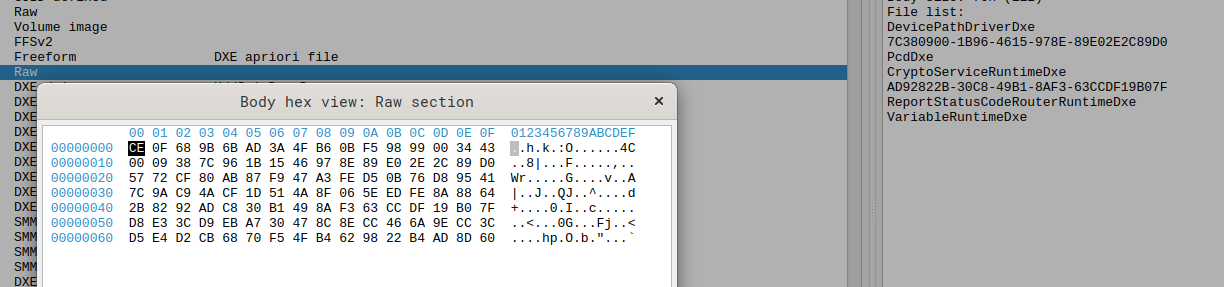 Raw
Volume image
FFSv2
Freeform DXE apriori file
Raw
DXE
DXE
DXE
DXE
DXE
DXE
DXE
DXE
DXE
SMM
SMM
SMM
SMM
DXE
Body hex view: Raw section ×
00 01 02 03 04 05 06 07 08 09 0A 0B 0C 0D 0E 0F 0123456789ABCDEF
00000000 CE 0F 68 9B 6B AD 3A 4F B6 0B F5 98 99 00 34 43 ..h.k.:O......4C
00000010 00 09 38 7C 96 1B 15 46 97 8E 89 E0 2E 2C 89 D0 ..8|...F.....,..
00000020 57 72 CF 80 AB 87 F9 47 A3 FE D5 0B 76 D8 95 41 Wr.....G....v..A
00000030 7C 9A C9 4A CF 1D 51 4A 8F 06 5E ED FE 8A 88 64 |..J..QJ..^....d
00000040 2B 82 92 AD C8 30 B1 49 8A F3 63 CC DF 19 B0 7F +....0.I..c.....
00000050 D8 E3 3C D9 EB A7 30 47 8C 8E CC 46 6A 9E CC 3C ..<...0G...Fj..<
00000060 D5 E4 D2 CB 68 70 F5 4F B4 62 98 22 B4 AD 8D 60 ....hp.O.b."...`
File list:
DevicePathDriverDxe
7C380900-1B96-4615-978E-89E02E2C89D0
PcdDxe
CryptoServiceRuntimeDxe
AD92822B-30C8-49B1-8AF3-63CCDF19B07F
ReportStatusCodeRouterRuntimeDxe
VariableRuntimeDxe